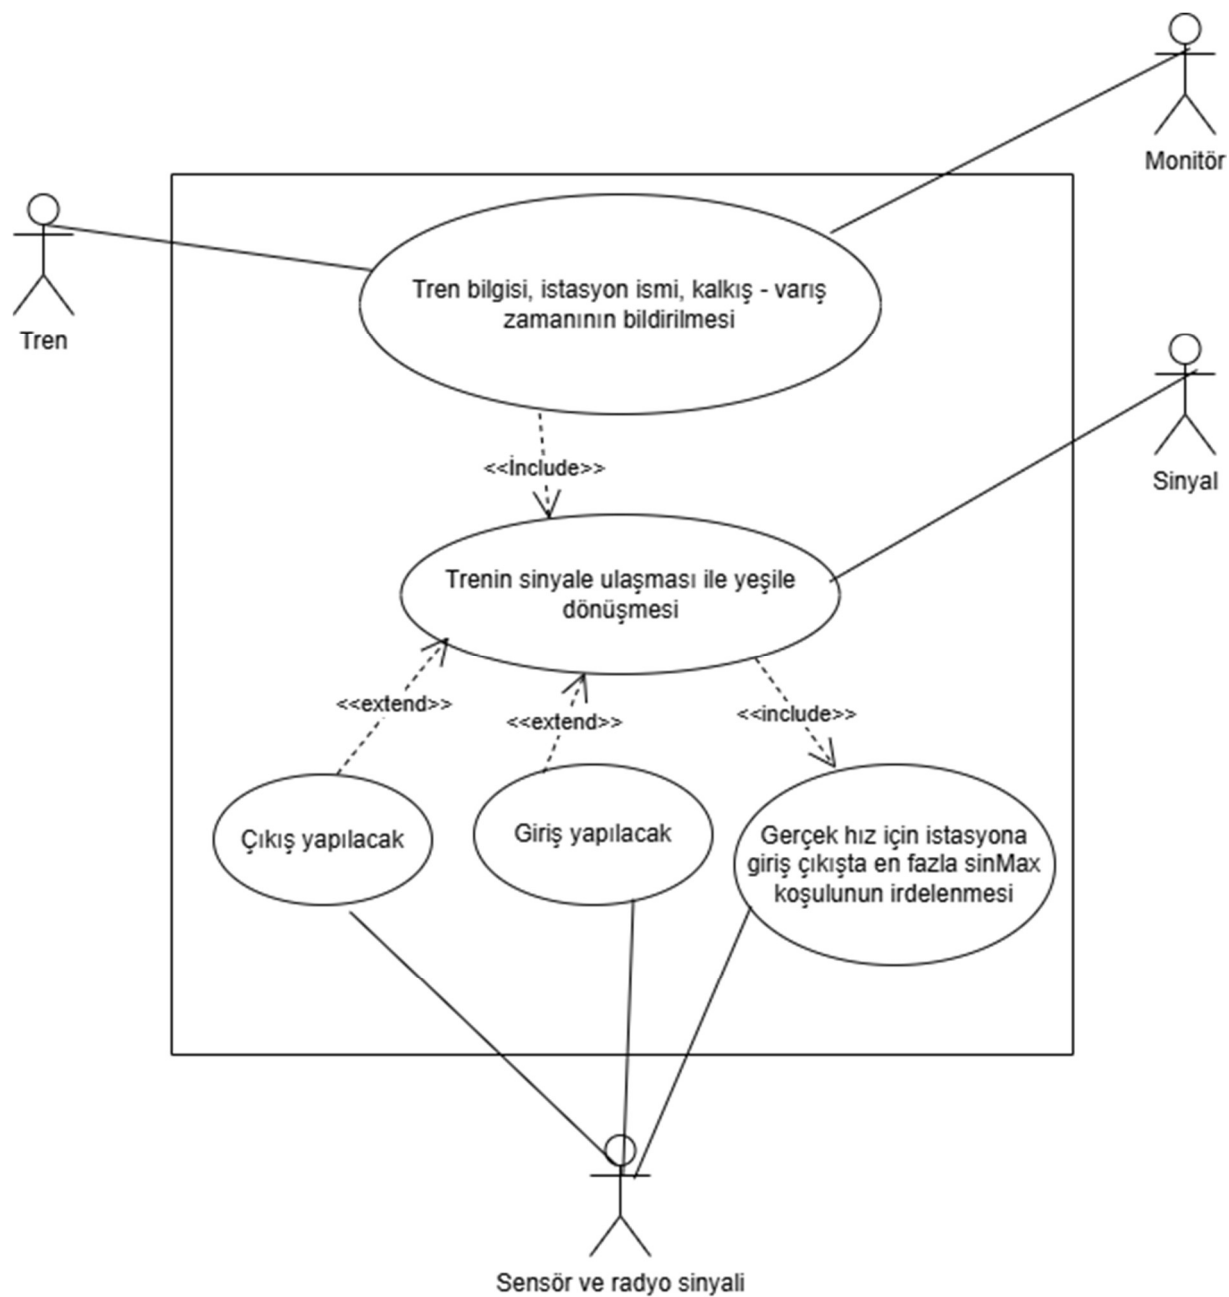 Monitör
Tren
Tren bilgisi, istasyon ismi, kalkış - varış
zamanının bildirilmesi
Sinyal
<<İnclude>>
Trenin sinyale ulaşması ile yeşile
dönüşmesi
<<extend>>
<<extend>>
<<include>>
Çıkış yapılacak
Giriş yapılacak
Gerçek hız için istasyona
giriş çıkışta en fazla sinMax
koşulunun irdelenmesi
Sensör ve radyo sinyali